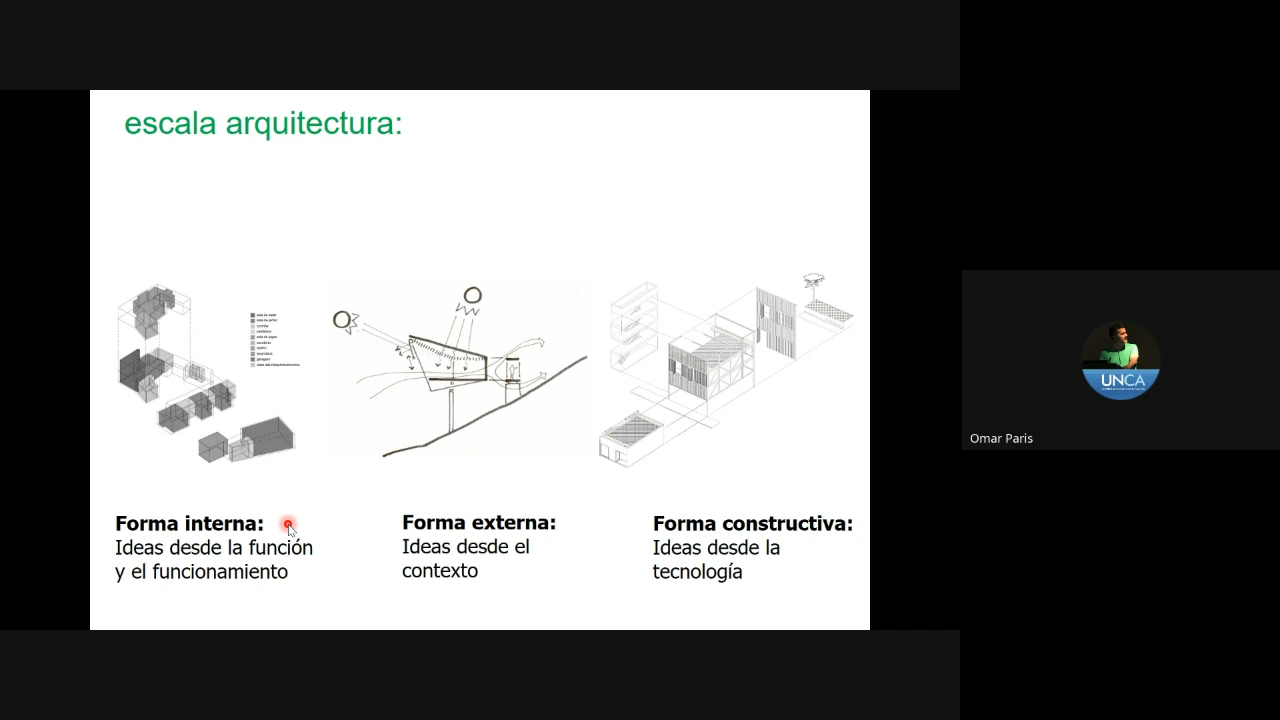 escala arquitectura:
Forma interna:
Ideas desde la función
y el funcionamiento
Forma externa:
Ideas desde el
contexto
Forma constructiva:
Ideas desde la
tecnología
UNCA
Omar Paris